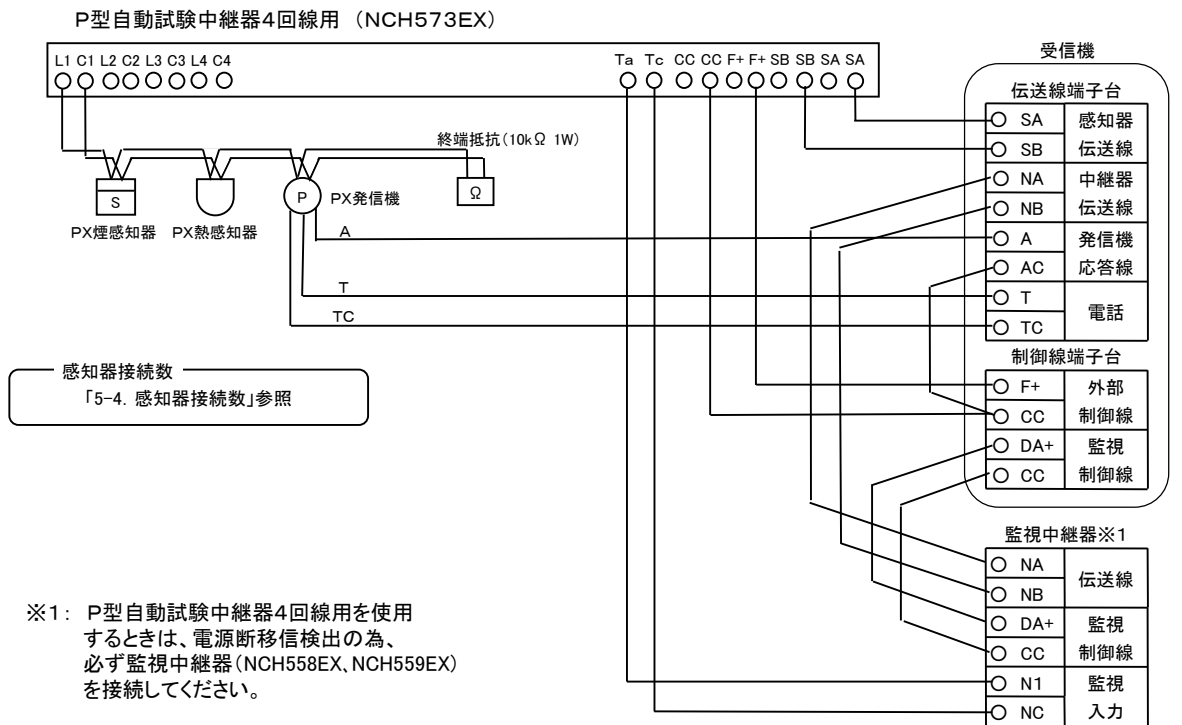 P型自動試験中継器4回線用 (NCH573EX)
L1 C1 L2 C2 L3 C3 L4 C4
Ta Tc CC CC F+ F+ SB SB SA SA
終端抵抗(10kΩ 1W)
S
P
Ω
PX煙感知器
PX熱感知器
PX発信機
A
T
TC
感知器接続数
「5-4. 感知器接続数」参照
※1: P型自動試験中継器4回線用を使用
するときは、電源断移信検出の為、
必ず監視中継器(NCH558EX、NCH559EX)
を接続してください。
受信機
伝送線端子台
SA 感知器
SB 伝送線
NA 中継器
NB 伝送線
A 発信機
AC 応答線
T
電話
TC
制御線端子台
F+ 外部
CC 制御線
DA+ 監視
CC 制御線
監視中継器※1
NA
伝送線
NB
DA+ 監視
CC 制御線
N1 監視
NC 入力